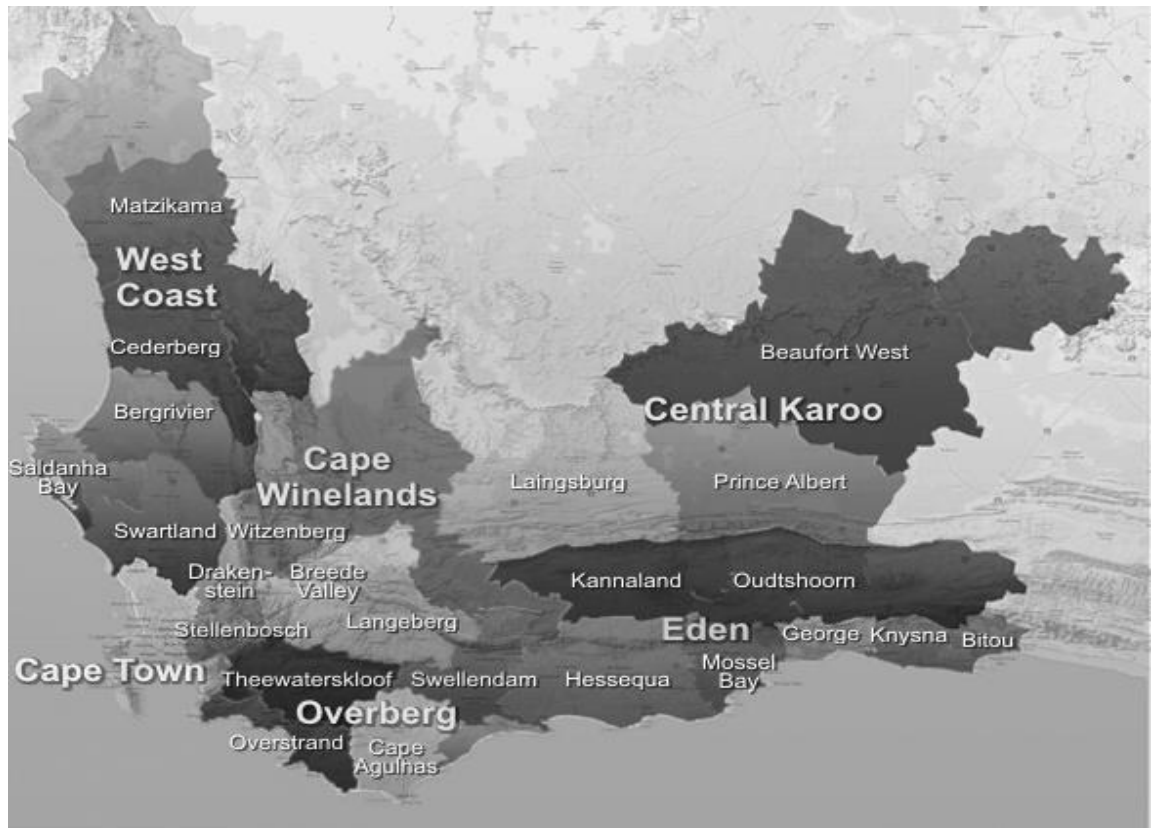 Matzikama
West
Coast
Cederberg
Beaufort West
Bergrivier
Central Karoo
Saldanha
Bay
Cape
Winelands
Laingsburg
Prince Albert
Swartland
Witzenberg
Draken-
stein
Breede
Valley
Kannaland
Oudtshoorn
Stellenbosch
Langeberg
Eden
George
Knysna
Bitou
Cape Town
Theewaterskloof
Swellendam
Hessequa
Mossel
Bay
Overberg
Overstrand
Cape
Agulhas